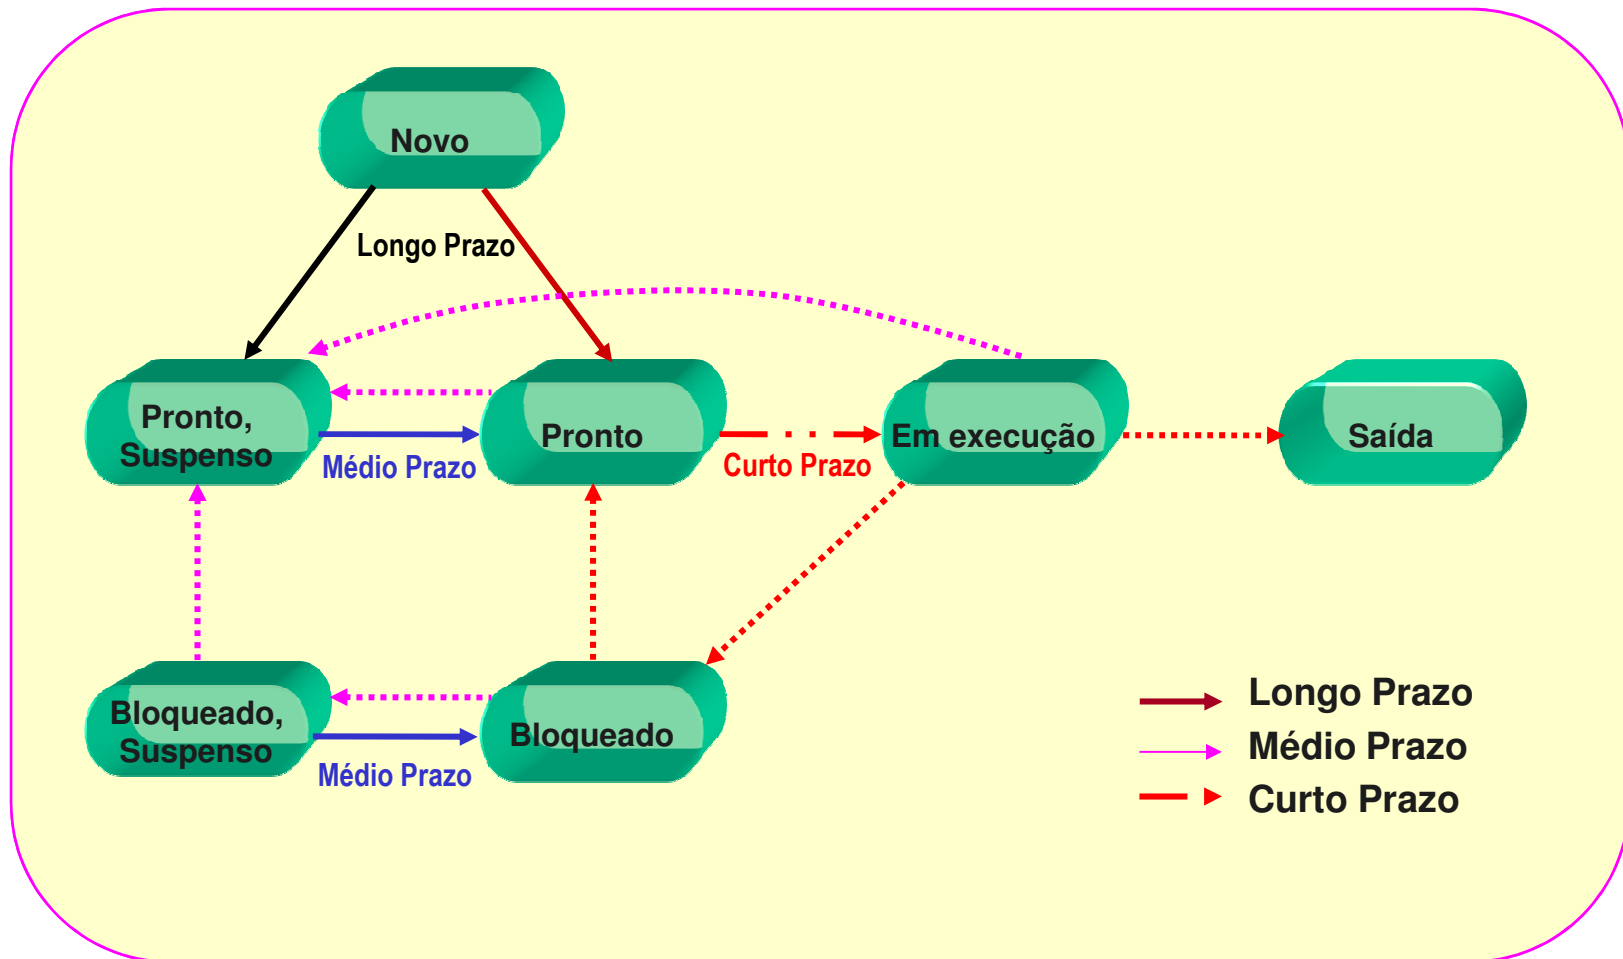 Novo
Longo Prazo
Pronto,
Suspenso
Médio Prazo
Pronto
Curto Prazo
Em execução
Saída
Bloqueado,
Suspenso
Médio Prazo
Bloqueado
Longo Prazo
Médio Prazo
Curto Prazo